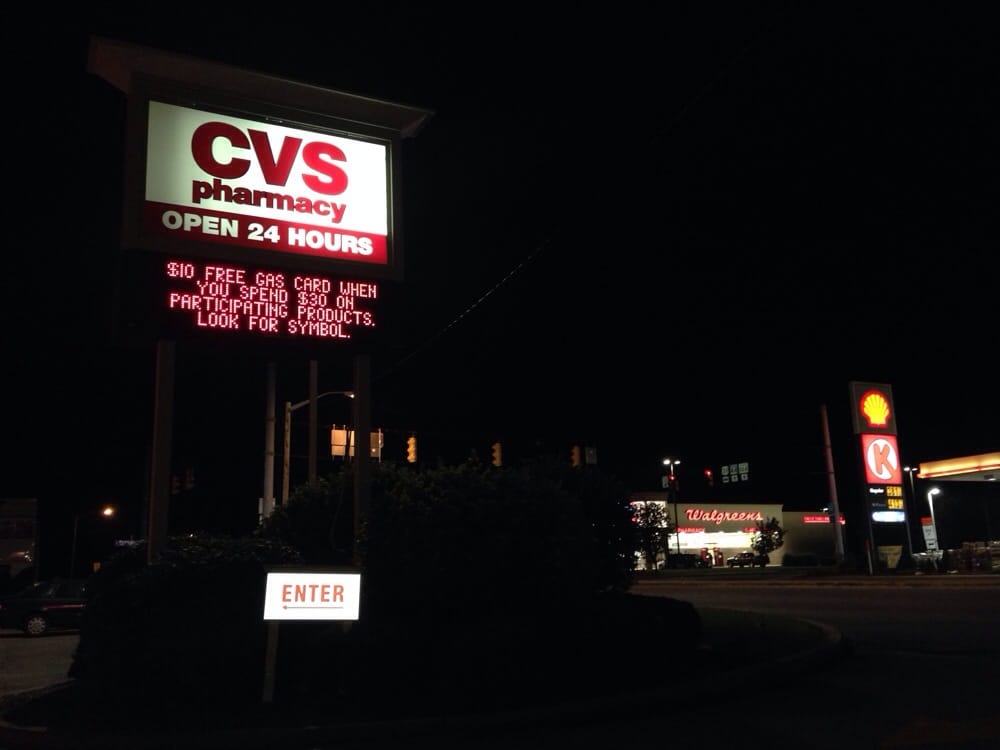 CVS
pharmacy
OPEN 24 HOURS
$10 FREE GAS CARD WHEN
YOU SPEND $30 ON
PARTICIPATING PRODUCTS.
LOOK FOR SYMBOL.
ENTER
Walgreens
PHARMACY
K